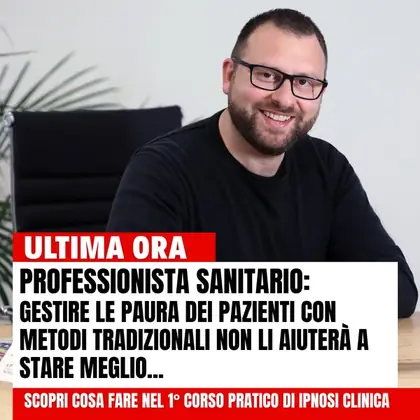 ULTIMA ORA
PROFESSIONISTA SANITARIO:
GESTIRE LE PAURA DEI PAZIENTI CON
METODI TRADIZIONALI NON LI AIUTERÀ A
STARE MEGLIO...
SCOPRI COSA FARE NEL 1° CORSO PRATICO DI IPNOSI CLINICA